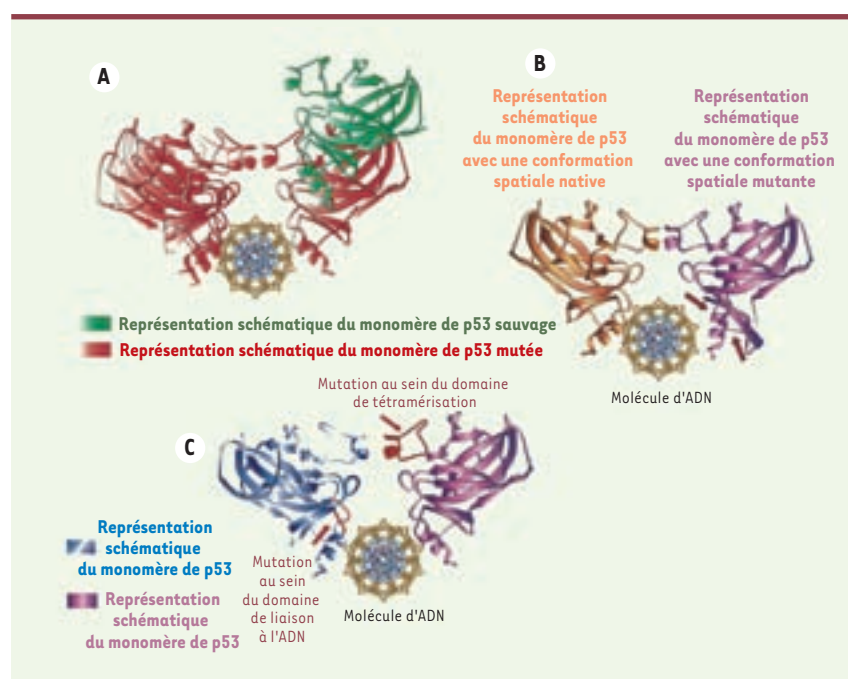 A
B
Représentation
schématique
du monomère de p53
avec une conformation
spatiale native
Représentation
schématique
du monomère de p53
avec une conformation
spatiale mutante
Représentation schématique du monomère de p53 sauvage
Représentation schématique du monomère de p53 mutée
Molécule d'ADN
Mutation au sein du domaine
de tétramérisation
C
Représentation
schématique
du monomère de p53
Représentation
schématique
du monomère de p53
Mutation
au sein
du domaine
de liaison
à l'ADN
Molécule d'ADN